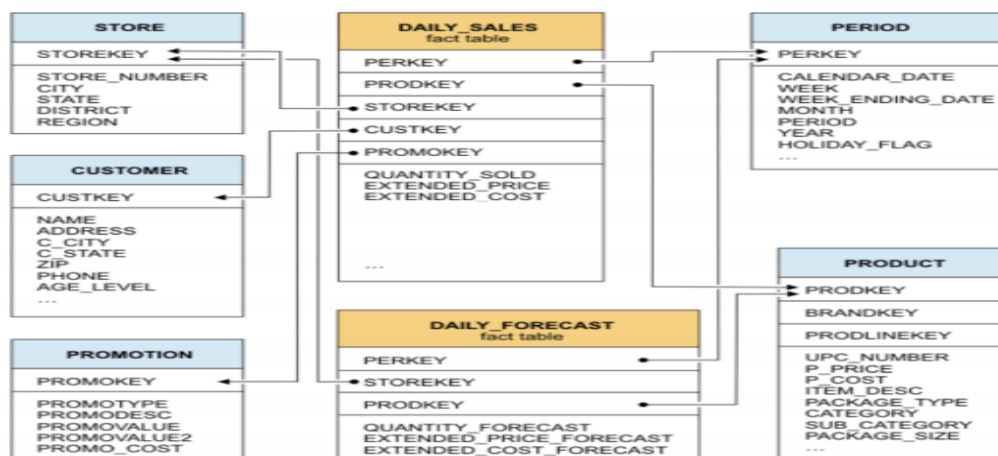 STORE
STOREKEY
STORE_NUMBER
CITY
STATE
DISTRICT
REGION
CUSTOMER
CUSTKEY
NAME
ADDRESS
C_CITY
C_STATE
ZIP
PHONE
AGE_LEVEL
...
PROMOTION
PROMOKEY
PROMOTYPE
PROMODESC
PROMOVALUE
PROMOVALUE2
PROMO_COST
DAILY_SALES
fact table
PERKEY
PRODKEY
STOREKEY
CUSTKEY
PROMOKEY
QUANTITY_SOLD
EXTENDED_PRICE
EXTENDED_COST
...
DAILY_FORECAST
fact table
PERKEY
STOREKEY
PRODKEY
QUANTITY_FORECAST
EXTENDED_PRICE_FORECAST
EXTENDED_COST_FORECAST
PERIOD
PERKEY
CALENDAR_DATE
WEEK
WEEK_ENDING_DATE
MONTH
PERIOD
YEAR
HOLIDAY_FLAG
...
PRODUCT
PRODKEY
BRANDKEY
PRODLINEKEY
UPC_NUMBER
P_PRICE
P_COST
ITEM_DESC
PACKAGE_TYPE
CATEGORY
SUB_CATEGORY
PACKAGE_SIZE
...